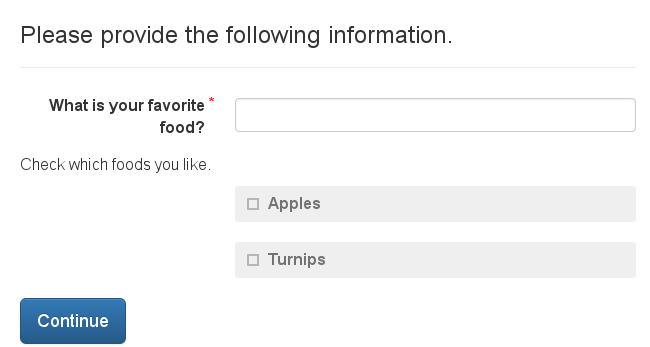 Please provide the following information.
What is your favorite *
food?
Check which foods you like.
Apples
Turnips
Continue